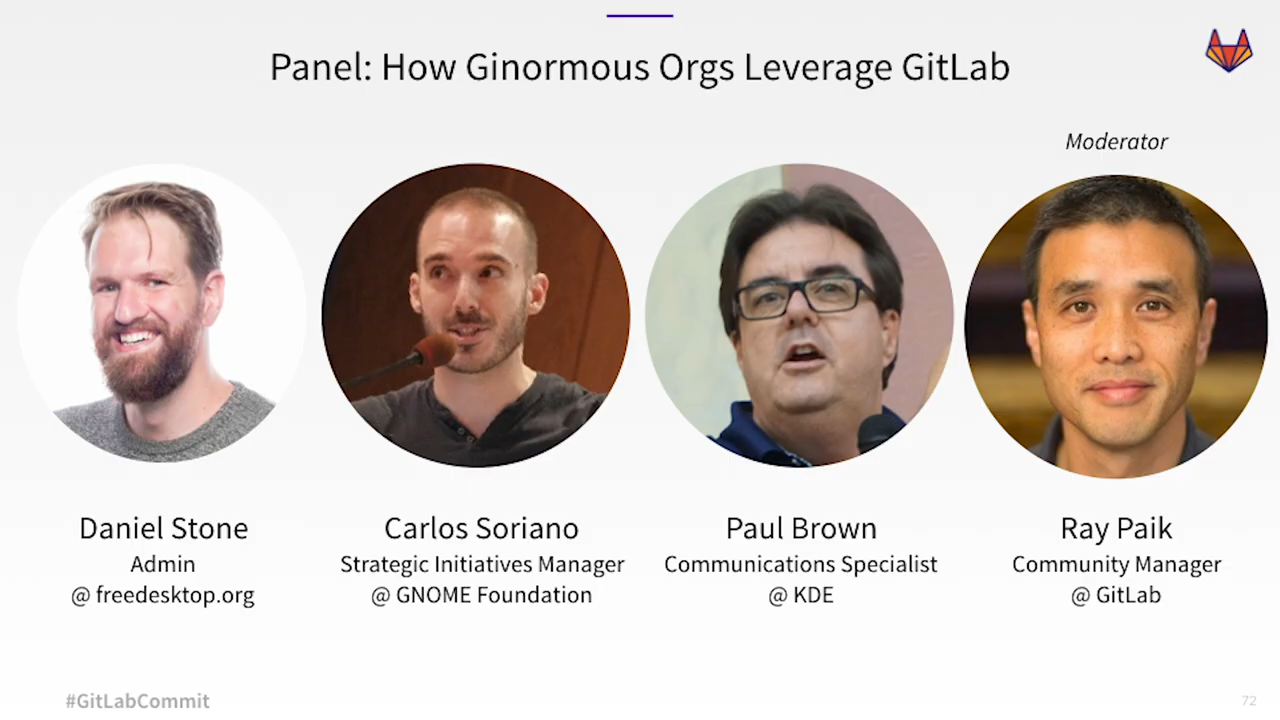 Panel: How Ginormous Orgs Leverage GitLab
Moderator
Daniel Stone
Admin
@ freedesktop.org
Carlos Soriano
Strategic Initiatives Manager
@ GNOME Foundation
Paul Brown
Communications Specialist
@ KDE
Ray Paik
Community Manager
@ GitLab
#GitLabCommit
72